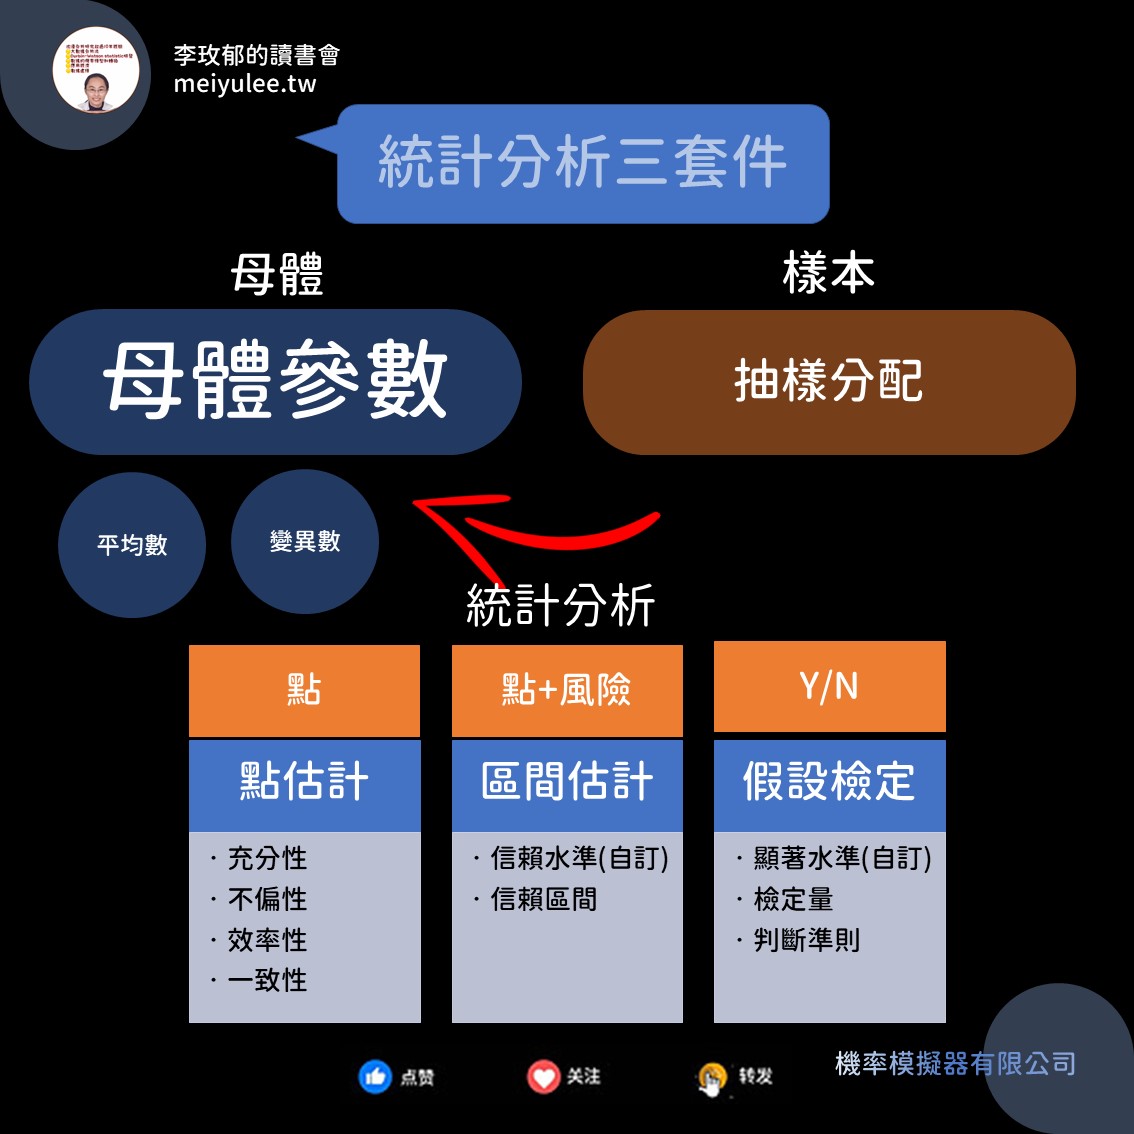 李玫郁的讀書會
meiyulee.tw
統計分析三套件
母體
樣本
母體參數
抽樣分配
平均數
變異數
統計分析
點
點+風險
Y/N
點估計
區間估計
假設檢定
· 充分性
· 不偏性
· 效率性
· 一致性
· 信賴水準(自訂)
· 信賴區間
· 顯著水準(自訂)
· 檢定量
· 判斷準則
点赞
关注
转发
機率模擬器有限公司